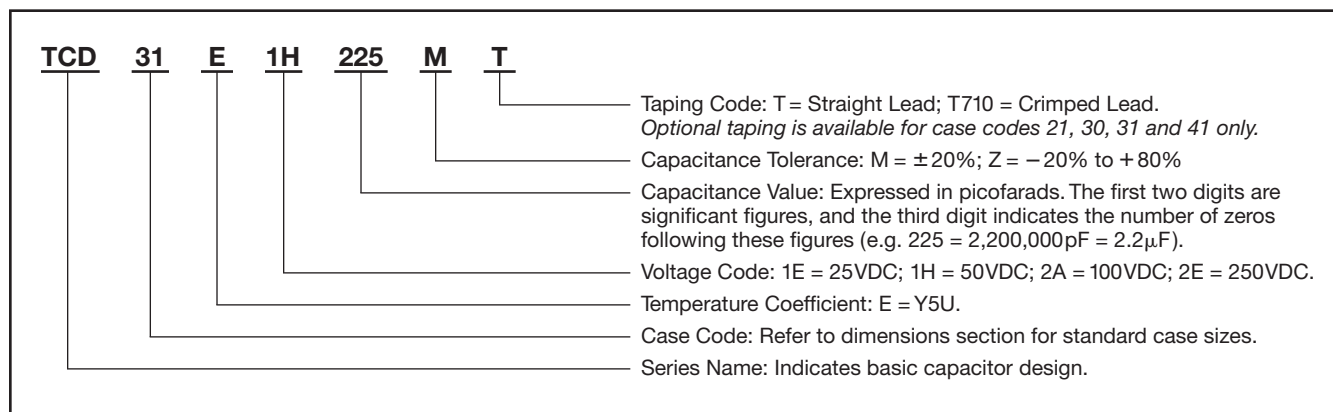 TCD 31 E 1H 225 M T
Taping Code: T = Straight Lead; T710 = Crimped Lead.
Optional taping is available for case codes 21, 30, 31 and 41 only.
Capacitance Tolerance: M = ±20%; Z = −20% to +80%
Capacitance Value: Expressed in picofarads. The first two digits are
significant figures, and the third digit indicates the number of zeros
following these figures (e.g. 225 = 2,200,000pF = 2.2µF).
Voltage Code: 1E = 25VDC; 1H = 50VDC; 2A = 100VDC; 2E = 250VDC.
Temperature Coefficient: E = Y5U.
Case Code: Refer to dimensions section for standard case sizes.
Series Name: Indicates basic capacitor design.